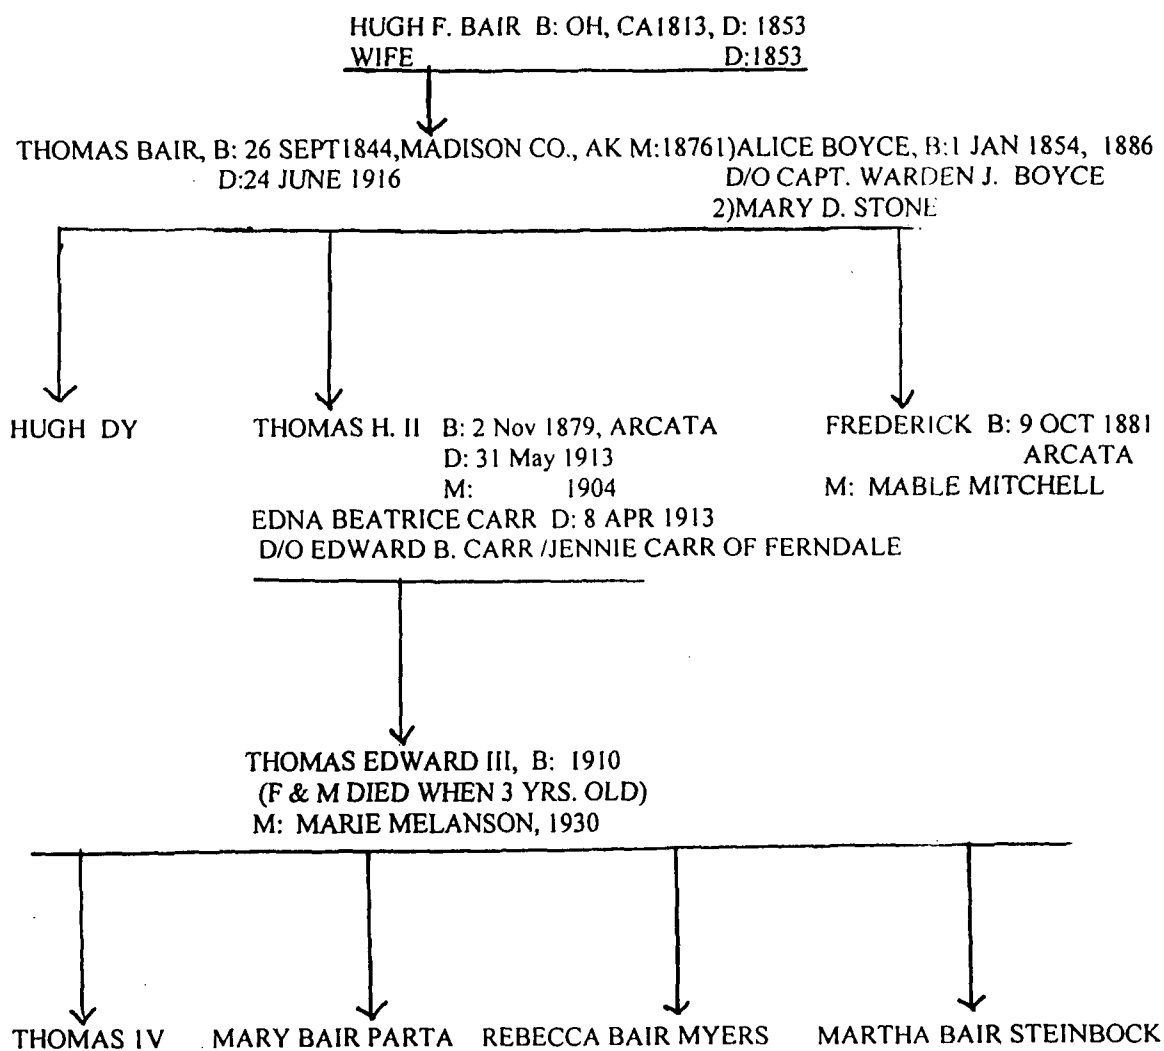 HUGH F. BAIR B: OH, CA1813, D: 1853
WIFE D:1853
THOMAS BAIR, B: 26 SEPT1844,MADISON CO., AK M:18761)ALICE BOYCE, B:1 JAN 1854, 1886
D:24 JUNE 1916 D/O CAPT. WARDEN J. BOYCE
2)MARY D. STONE
HUGH DY THOMAS H. II B: 2 Nov 1879, ARCATA FREDERICK B: 9 OCT 1881
D: 31 May 1913 ARCATA
M: 1904 M: MABLE MITCHELL
EDNA BEATRICE CARR D: 8 APR 1913
D/O EDWARD B. CARR /JENNIE CARR OF FERNDALE
THOMAS EDWARD III, B: 1910
(F & M DIED WHEN 3 YRS. OLD)
M: MARIE MELANSON, 1930
THOMAS IV MARY BAIR PARTA REBECCA BAIR MYERS MARTHA BAIR STEINBOCK